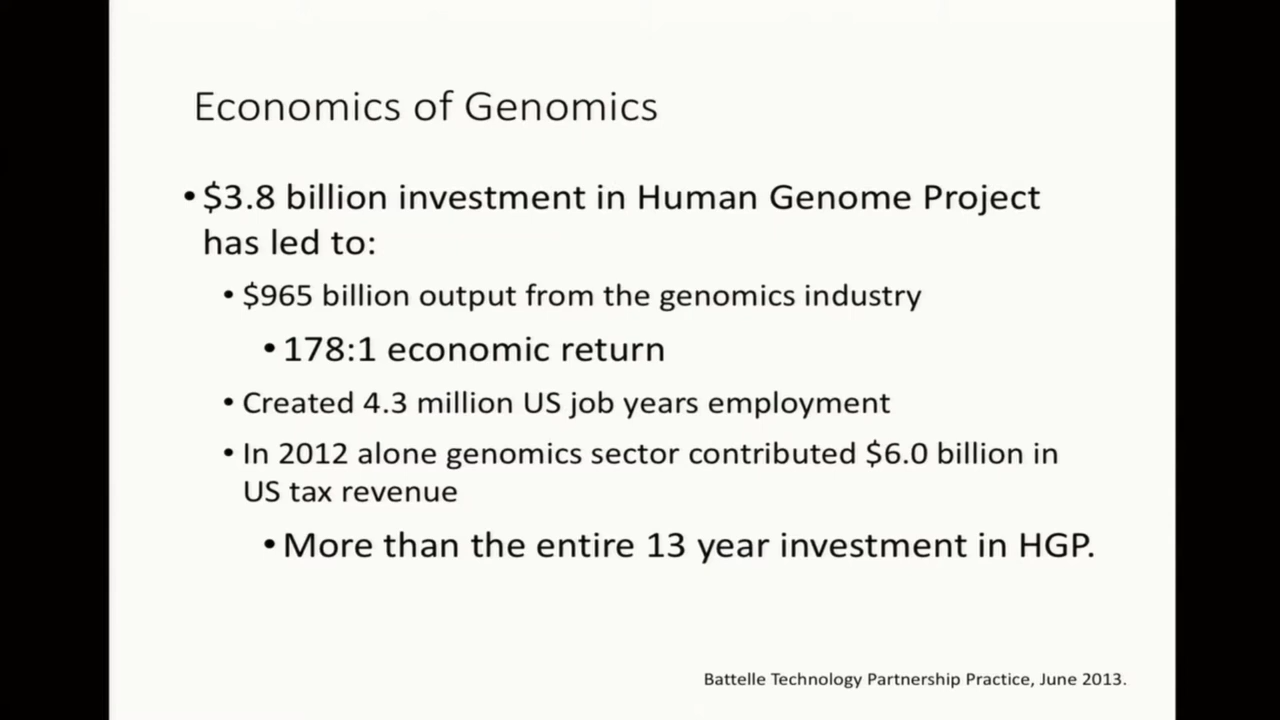 Economics of Genomics
• $3.8 billion investment in Human Genome Project
has led to:
• $965 billion output from the genomics industry
• 178:1 economic return
• Created 4.3 million US job years employment
• In 2012 alone genomics sector contributed $6.0 billion in
US tax revenue
• More than the entire 13 year investment in HGP.
Battelle Technology Partnership Practice, June 2013.